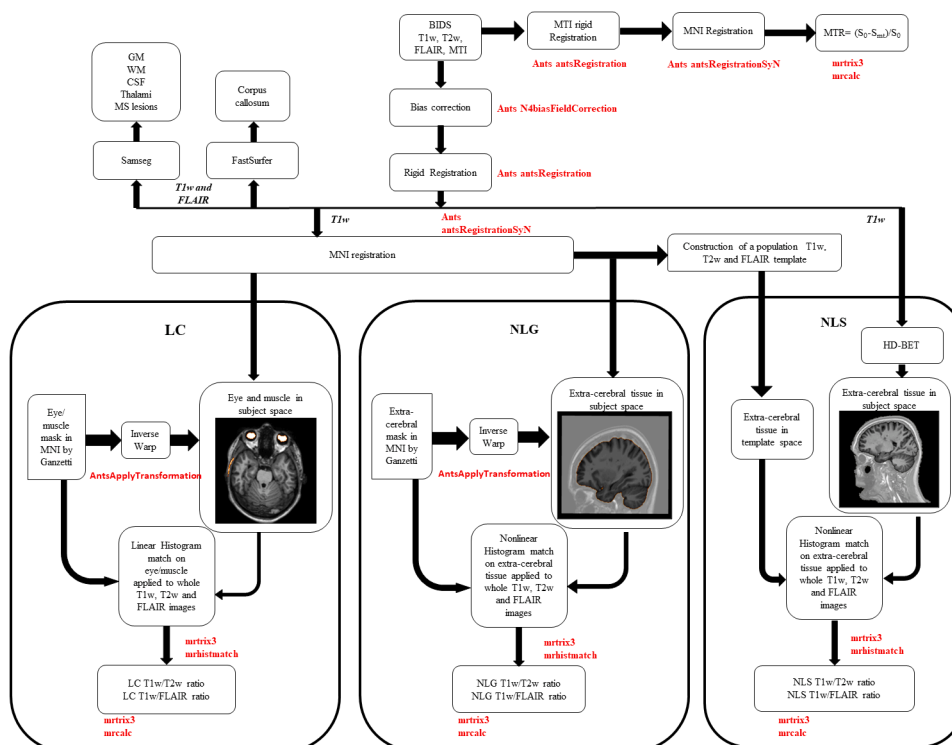 BIDS
T1w, T2w,
FLAIR, MTI
MTI rigid
Registration
MNI Registration
MTR= (S0-Smt)/S0
Ants antsRegistration
Ants antsRegistrationSyN
mrtrix3
mrcalc
GM
WM
CSF
Thalami
MS lesions
Corpus
callosum
Bias correction
Ants N4biasFieldCorrection
Samseg
FastSurfer
Rigid Registration
Ants antsRegistration
T1w and
FLAIR
T1w
Ants
antsRegistrationSyN
T1w
MNI registration
Construction of a population T1w,
T2w and FLAIR template
LC
Eye/
muscle mask in
MNI by
Ganzetti
Inverse
Warp
AntsApplyTransformation
Eye and muscle in
subject space
Linear Histogram
match on
eye/muscle
applied to whole
T1w, T2w and
FLAIR images
mrtrix3
mrhistmatch
LC T1w/T2w ratio
LC T1w/FLAIR ratio
mrtrix3
mrcalc
NLG
Extra-
cerebral
mask in
MNI by
Ganzetti
Inverse
Warp
AntsApplyTransformation
Extra-cerebral tissue in
subject space
Nonlinear
Histogram match
on extra-cerebral
tissue applied to
whole T1w, T2w
and FLAIR
images
mrtrix3
mrhistmatch
NLG T1w/T2w ratio
NLG T1w/FLAIR ratio
mrtrix3
mrcalc
NLS
HD-BET
Extra-cerebral
tissue in
template space
Extra-cerebral tissue in
subject space
Nonlinear
Histogram match
on extra-cerebral
tissue applied to
whole T1w, T2w
and FLAIR
images
mrtrix3
mrhistmatch
NLS T1w/T2w ratio
NLS T1w/FLAIR ratio
mrtrix3
mrcalc